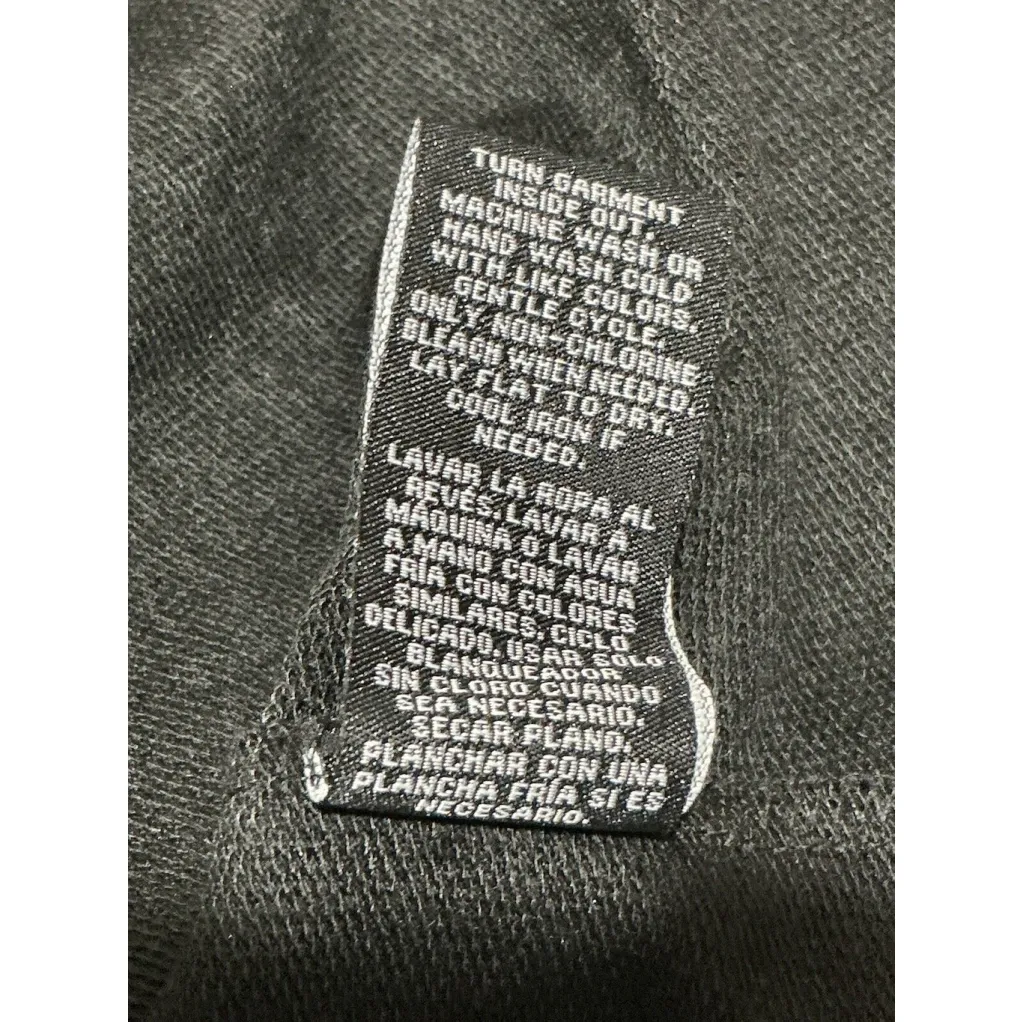 TURN GARMENT
INSIDE OUT.
MACHINE WASH OR
HAND WASH COLD
WITH LIKE COLORS.
GENTLE CYCLE.
ONLY NON-CHLORINE
BLEACH WHEN NEEDED.
LAY FLAT TO DRY.
COOL IRON IF
NEEDED.
LAVAR LA ROPA AL
REVÉS. LAVAR A
MAQUINA O LAVAR
A MANO CON AGUA
FRIA CON COLORES
SIMILARES. CICLO
DELICADO. USAR SOLO
BLANQUEADOR
SIN CLORO CUANDO
SEA NECESARIO.
SECAR PLANO.
PLANCHAR CON UNA
PLANCHA FRÍA SI ES
NECESARIO.